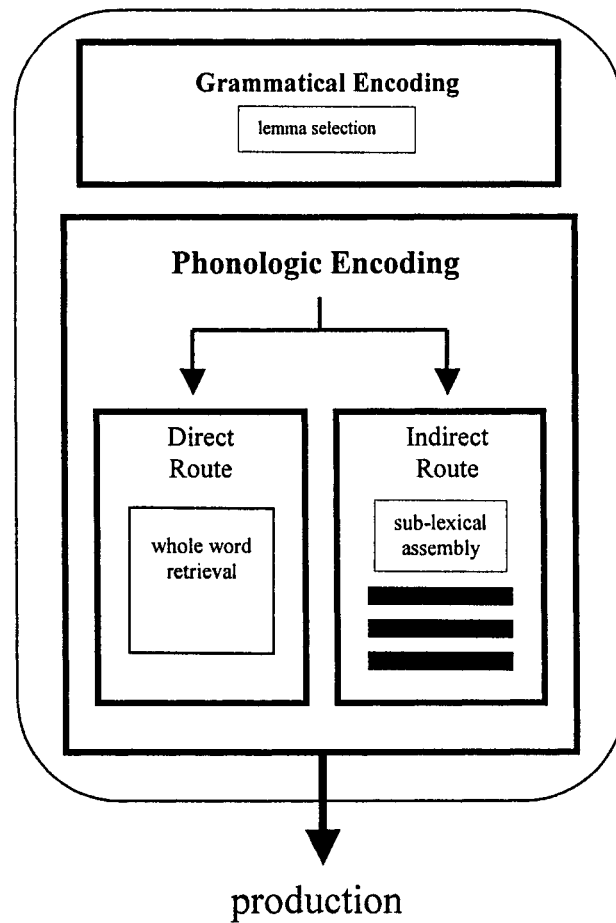 Grammatical Encoding
lemma selection
Phonologic Encoding
Direct
Route
whole word
retrieval
Indirect
Route
sub-lexical
assembly
production